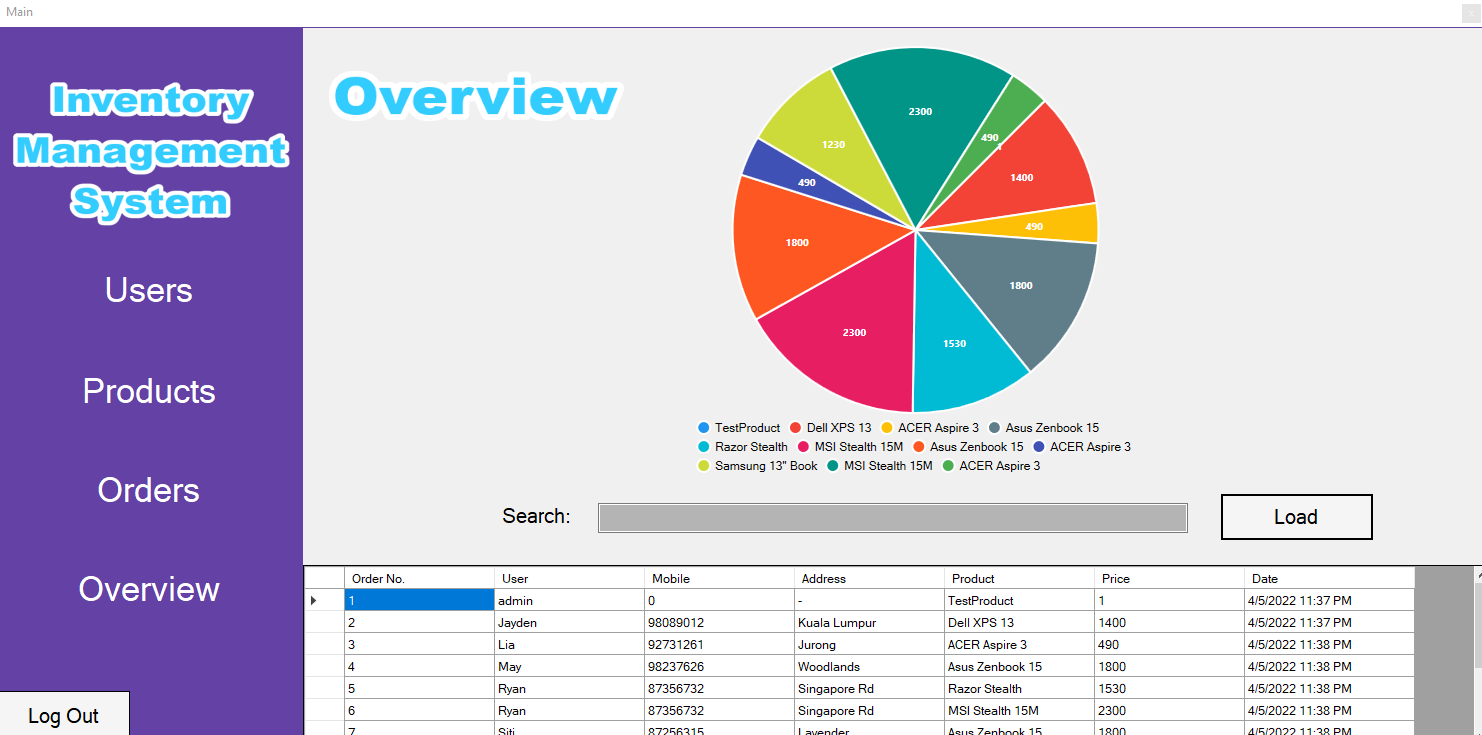 Main
Inventory
Management
System
Users
Products
Orders
Overview
Log Out
Overview
2300
490
1
1230
1400
490
490
1800
1800
2300
1530
TestProduct Dell XPS 13 ACER Aspire 3 Asus Zenbook 15
Razor Stealth MSI Stealth 15M Asus Zenbook 15 ACER Aspire 3
Samsung 13" Book MSI Stealth 15M ACER Aspire 3
Search: Load
Order No. User Mobile Address Product Price Date
1 admin 0 - TestProduct 1 4/5/2022 11:37 PM
2 Jayden 98089012 Kuala Lumpur Dell XPS 13 1400 4/5/2022 11:37 PM
3 Lia 92731261 Jurong ACER Aspire 3 490 4/5/2022 11:38 PM
4 May 98237626 Woodlands Asus Zenbook 15 1800 4/5/2022 11:38 PM
5 Ryan 87356732 Singapore Rd Razor Stealth 1530 4/5/2022 11:38 PM
6 Ryan 87356732 Singapore Rd MSI Stealth 15M 2300 4/5/2022 11:38 PM
7 Siti 87256315 Lavender Asus Zenbook 15 1800 4/5/2022 11:38 PM